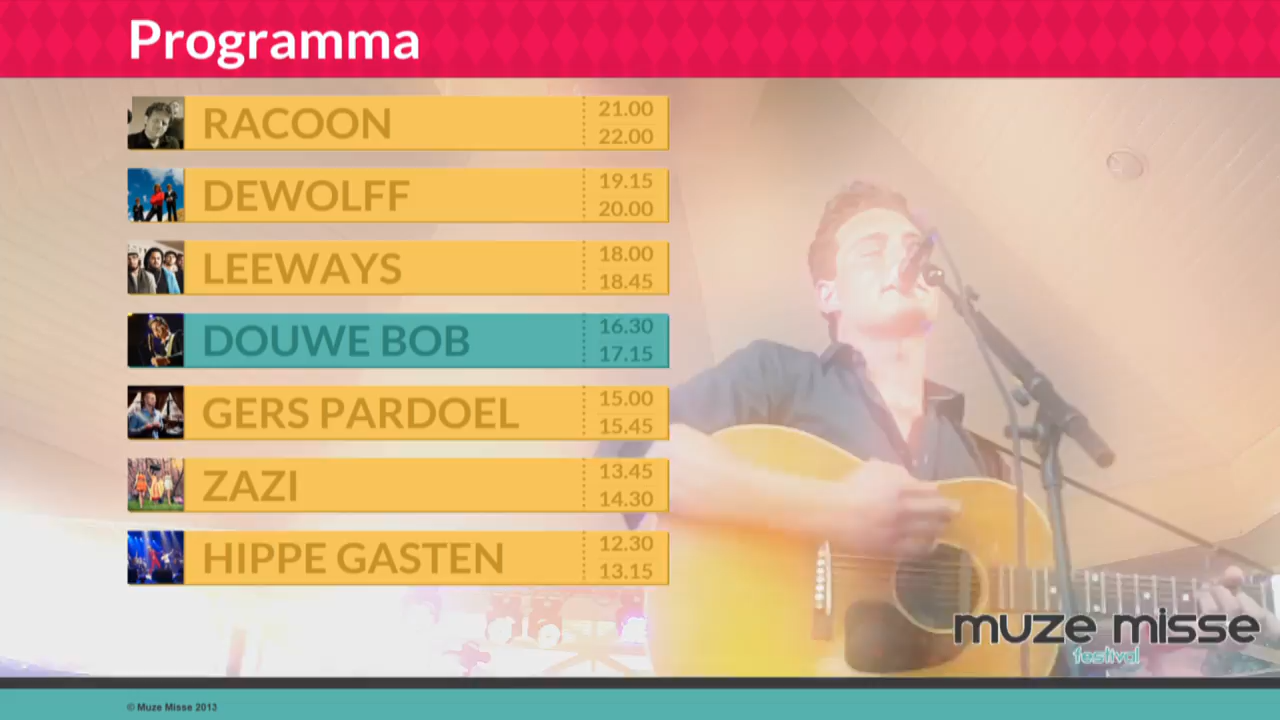 Programma
RACOON
21.00
22.00
DEWOLFF
19.15
20.00
LEEWAYS
18.00
18.45
DOUWE BOB
16.30
17.15
GERS PARDOEL
15.00
15.45
ZAZI
13.45
14.30
HIPPE GASTEN
12.30
13.15
muze misse
festival
© Muze Misse 2013